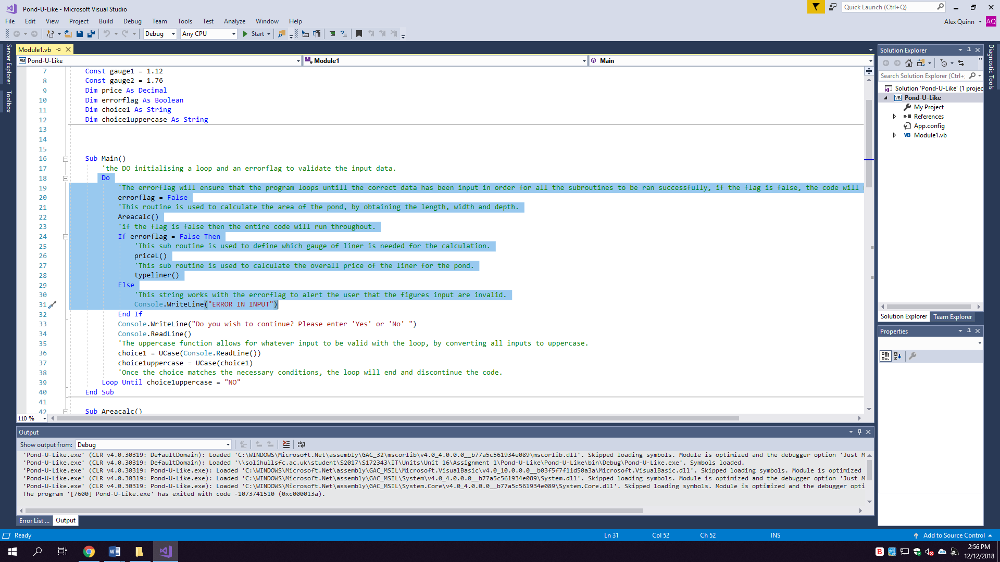 Pond-U-Like - Microsoft Visual Studio
Quick Launch (Ctrl+Q)
File Edit View Project Build Debug Team Tools Test Analyze Window Help
Alex Quinn AQ
Debug Any CPU Start
Server Explorer
Toolbox
Module1.vb
Pond-U-Like Module1 Main
7 Const gauge1 = 1.12
8 Const gauge2 = 1.76
9 Dim price As Decimal
10 Dim errorflag As Boolean
11 Dim choice1 As String
12 Dim choice1uppercase As String
13
14
15
16 Sub Main()
17 'the DO initialising a loop and an errorflag to validate the input data.
18 Do
19 'The errorflag will ensure that the program loops untill the correct data has been input in order for all the subroutines to be ran successfully, if the flag is false, the code will
20 errorflag = False
21 'This routine is used to calculate the area of the pond, by obtaining the length, width and depth.
22 Areacalc()
23 'if the flag is false then the entire code will run throughout.
24 If errorflag = False Then
25 'This sub routine is used to define which gauge of liner is needed for the calculation.
26 priceL()
27 'This sub routine is used to calculate the overall price of the liner for the pond.
28 typeliner()
29 Else
30 'This string works with the errorflag to alert the user that the figures input are invalid.
31 Console.WriteLine("ERROR IN INPUT")
32 End If
33 Console.WriteLine("Do you wish to continue? Please enter 'Yes' or 'No' ")
34 Console.ReadLine()
35 'The uppercase function allows for whatever input to be valid with the loop, by converting all inputs to uppercase.
36 choice1 = UCase(Console.ReadLine())
37 choice1uppercase = UCase(choice1)
38 'Once the choice matches the necessary conditions, the loop will end and discontinue the code.
39 Loop Until choice1uppercase = "NO"
40 End Sub
41
42 Sub Areacalc()
110 %
Output
Show output from: Debug
'Pond-U-Like.exe' (CLR v4.0.30319: DefaultDomain): Loaded 'C:\WINDOWS\Microsoft.Net\assembly\GAC_32\mscorlib\v4.0_4.0.0.0__b77a5c561934e089\mscorlib.dll'. Skipped loading symbols. Module is optimized and the debugger option 'Just M
'Pond-U-Like.exe' (CLR v4.0.30319: DefaultDomain): Loaded '\\solihullsfc.ac.uk\student\S2017\S172343\IT\Units\Unit 16\Assignment 1\Pond-U-Like\Pond-U-Like\bin\Debug\Pond-U-Like.exe'. Symbols loaded.
'Pond-U-Like.exe' (CLR v4.0.30319: Pond-U-Like.exe): Loaded 'C:\WINDOWS\Microsoft.Net\assembly\GAC_MSIL\Microsoft.VisualBasic\v4.0_10.0.0.0__b03f5f7f11d50a3a\Microsoft.VisualBasic.dll'. Skipped loading symbols. Module is optimized
'Pond-U-Like.exe' (CLR v4.0.30319: Pond-U-Like.exe): Loaded 'C:\WINDOWS\Microsoft.Net\assembly\GAC_MSIL\System\v4.0_4.0.0.0__b77a5c561934e089\System.dll'. Skipped loading symbols. Module is optimized and the debugger option 'Just M
'Pond-U-Like.exe' (CLR v4.0.30319: Pond-U-Like.exe): Loaded 'C:\WINDOWS\Microsoft.Net\assembly\GAC_MSIL\System.Core\v4.0_4.0.0.0__b77a5c561934e089\System.Core.dll'. Skipped loading symbols. Module is optimized and the debugger opti
The program '[7600] Pond-U-Like.exe' has exited with code -1073741510 (0xc000013a).
Error List ... Output
Solution Explorer
Search Solution Explorer (Ctrl+;
Solution 'Pond-U-Like' (1 projec
VB Pond-U-Like
My Project
References
App.config
VB Module1.vb
Solution Explorer Team Explorer
Properties
Diagnostic Tools
Ready Ln 31 Col 52 Ch 52 INS Add to Source Control
2:56 PM
12/12/2018